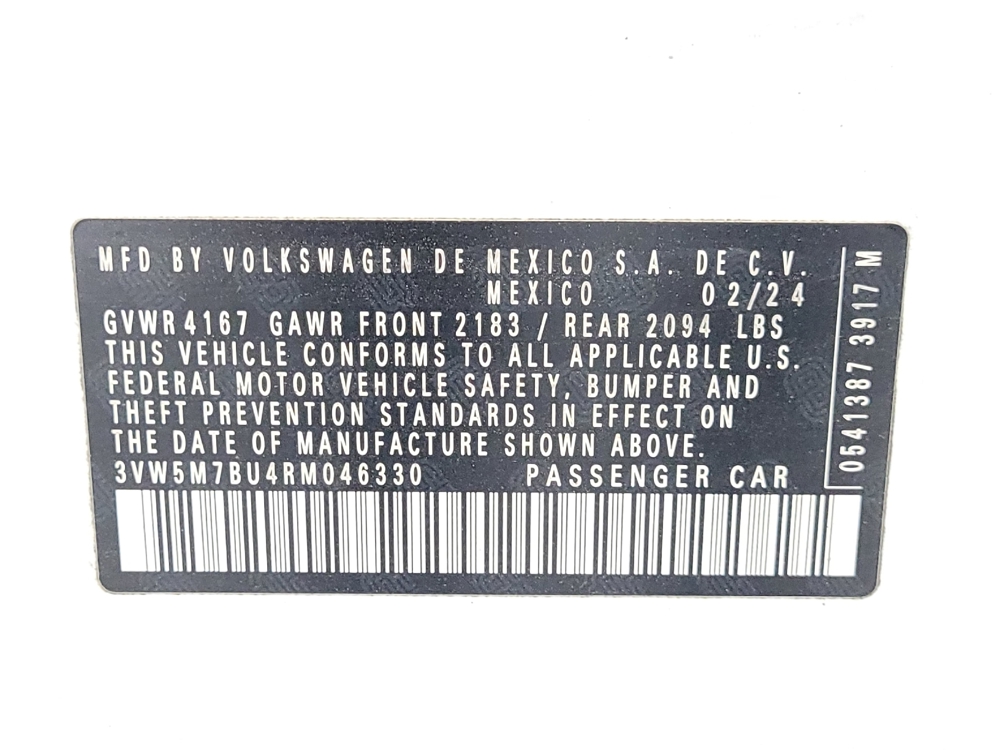 MFD BY VOLKSWAGEN DE MEXICO S.A. DE C.V.
MEXICO 02/24
GVWR 4167 GAWR FRONT 2183 / REAR 2094 LBS
THIS VEHICLE CONFORMS TO ALL APPLICABLE U.S.
FEDERAL MOTOR VEHICLE SAFETY, BUMPER AND
THEFT PREVENTION STANDARDS IN EFFECT ON
THE DATE OF MANUFACTURE SHOWN ABOVE.
3VW5M7BU4RM046330 PASSENGER CAR
0541387 3917 M